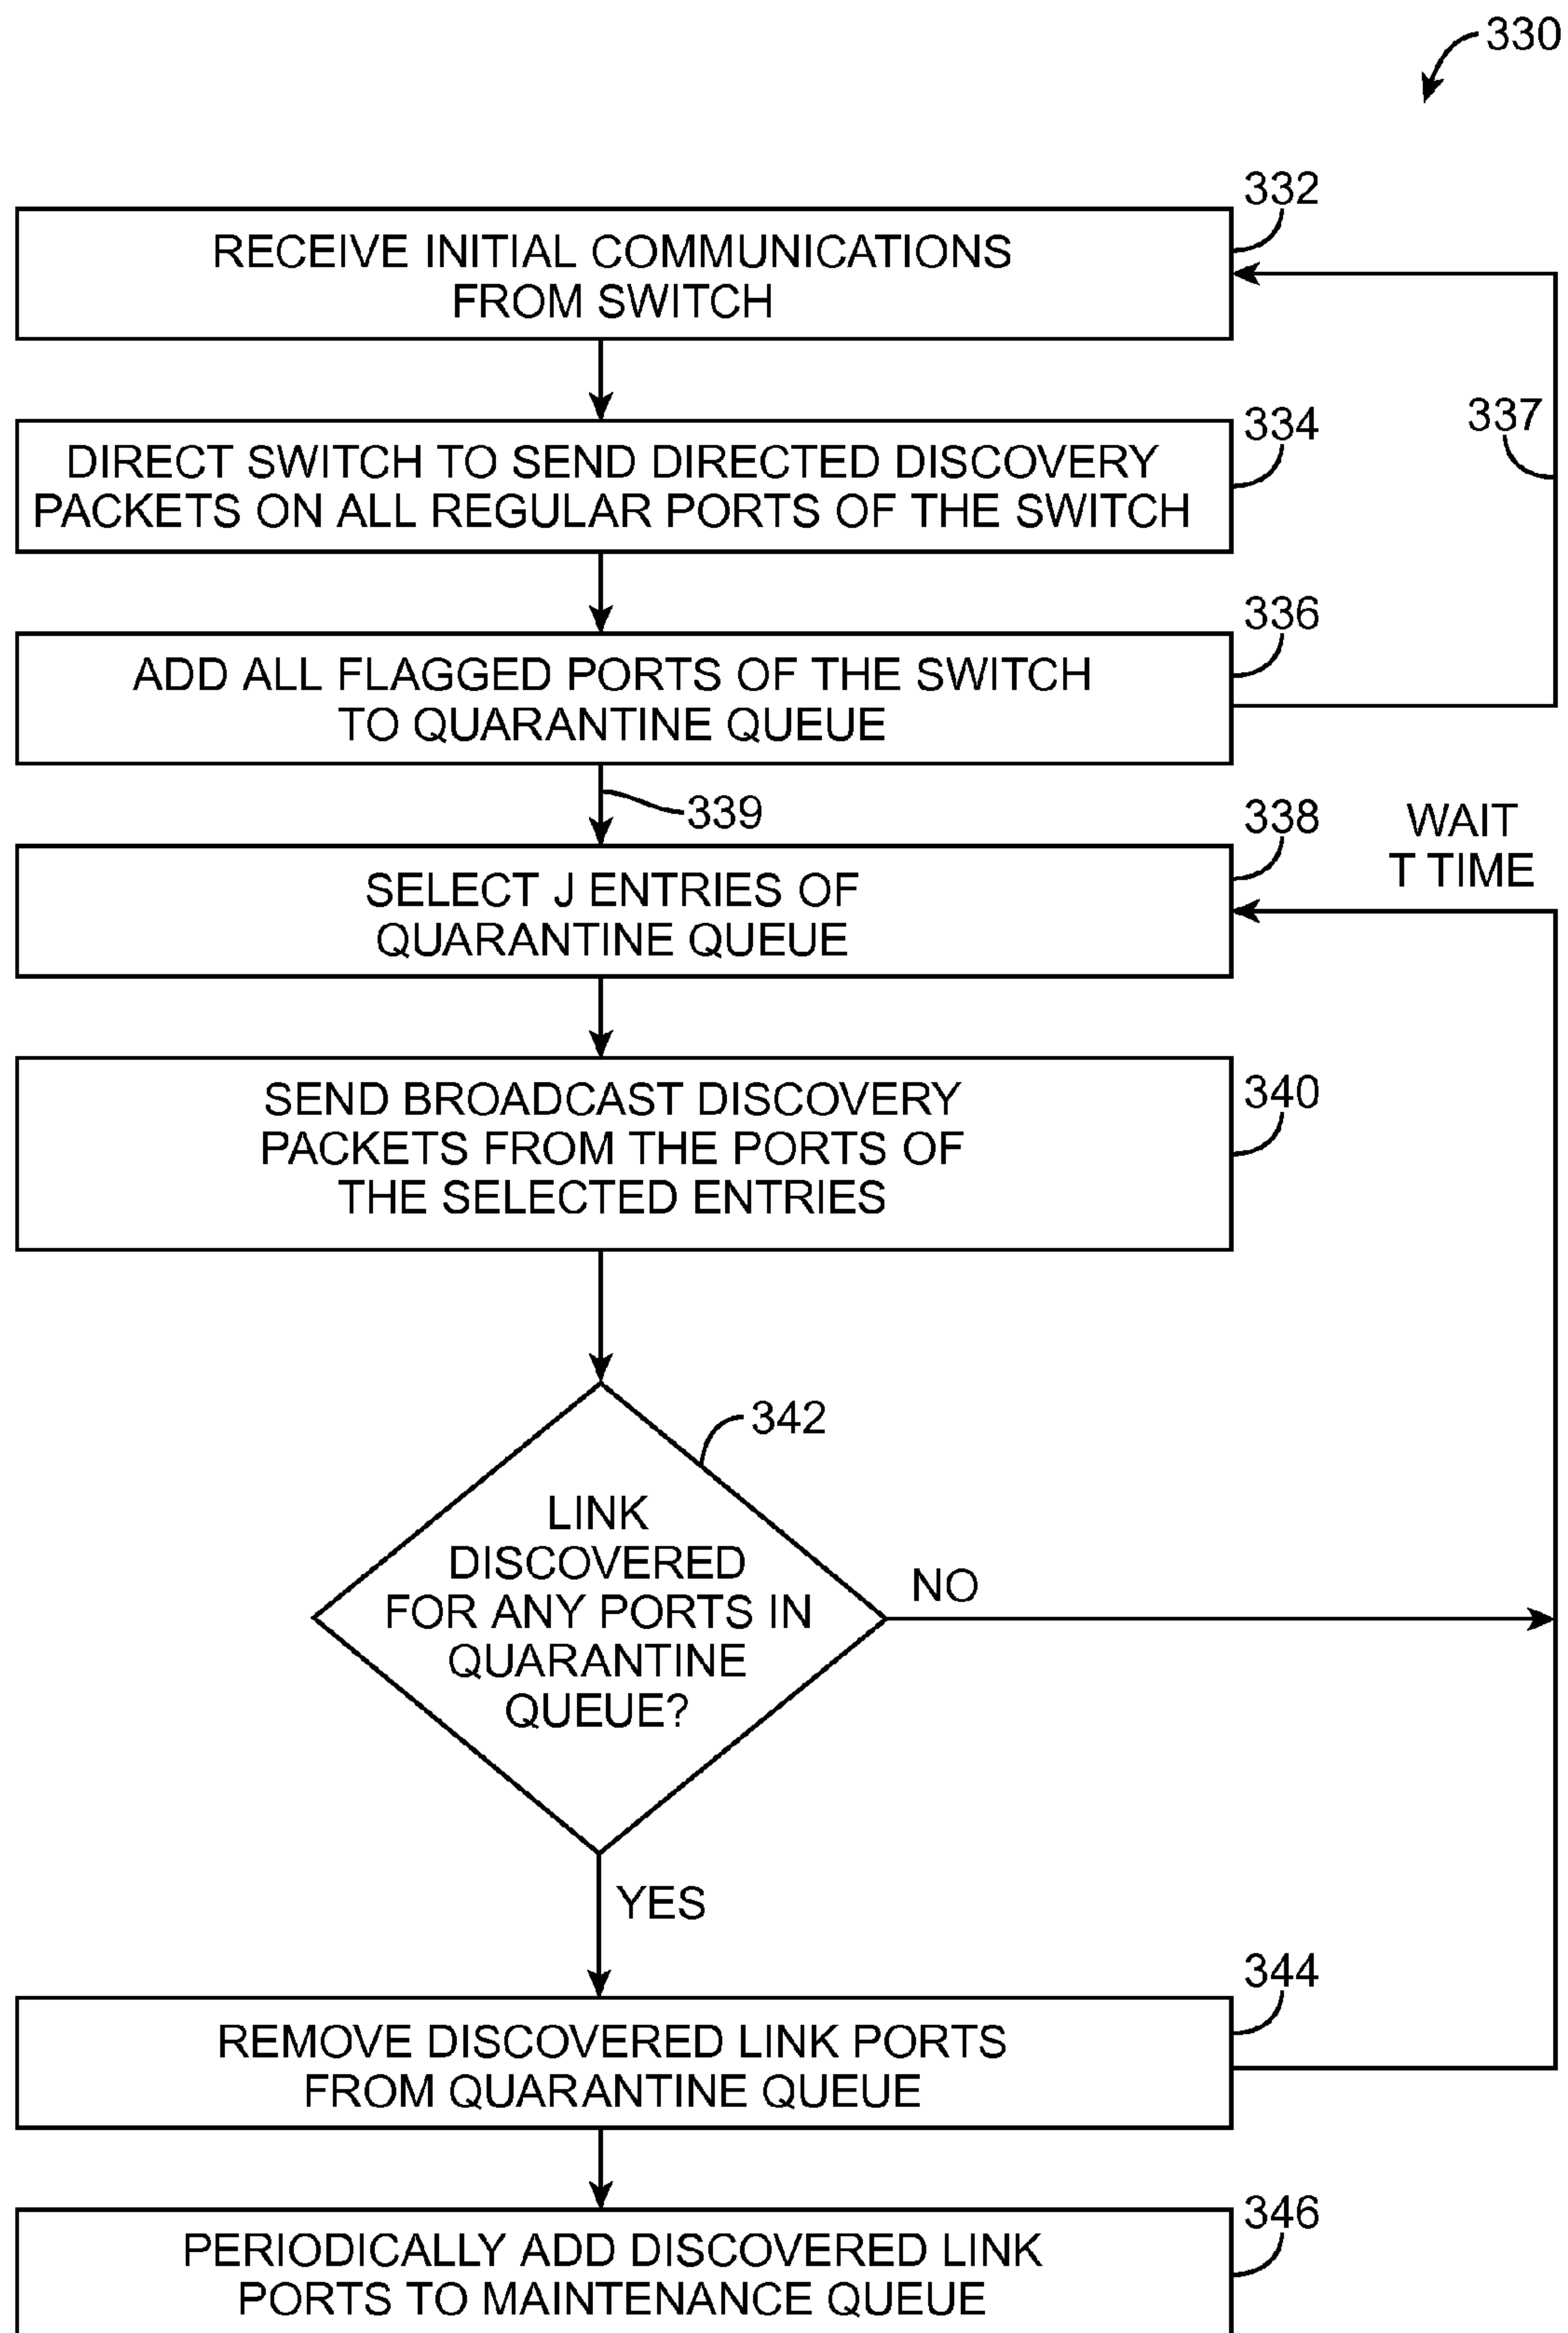 330
332
RECEIVE INITIAL COMMUNICATIONS
FROM SWITCH
334
337
DIRECT SWITCH TO SEND DIRECTED DISCOVERY
PACKETS ON ALL REGULAR PORTS OF THE SWITCH
336
ADD ALL FLAGGED PORTS OF THE SWITCH
TO QUARANTINE QUEUE
339
338
WAIT
T TIME
SELECT J ENTRIES OF
QUARANTINE QUEUE
340
SEND BROADCAST DISCOVERY
PACKETS FROM THE PORTS OF
THE SELECTED ENTRIES
342
LINK
DISCOVERED
FOR ANY PORTS IN
QUARANTINE
QUEUE?
NO
YES
344
REMOVE DISCOVERED LINK PORTS
FROM QUARANTINE QUEUE
346
PERIODICALLY ADD DISCOVERED LINK
PORTS TO MAINTENANCE QUEUE